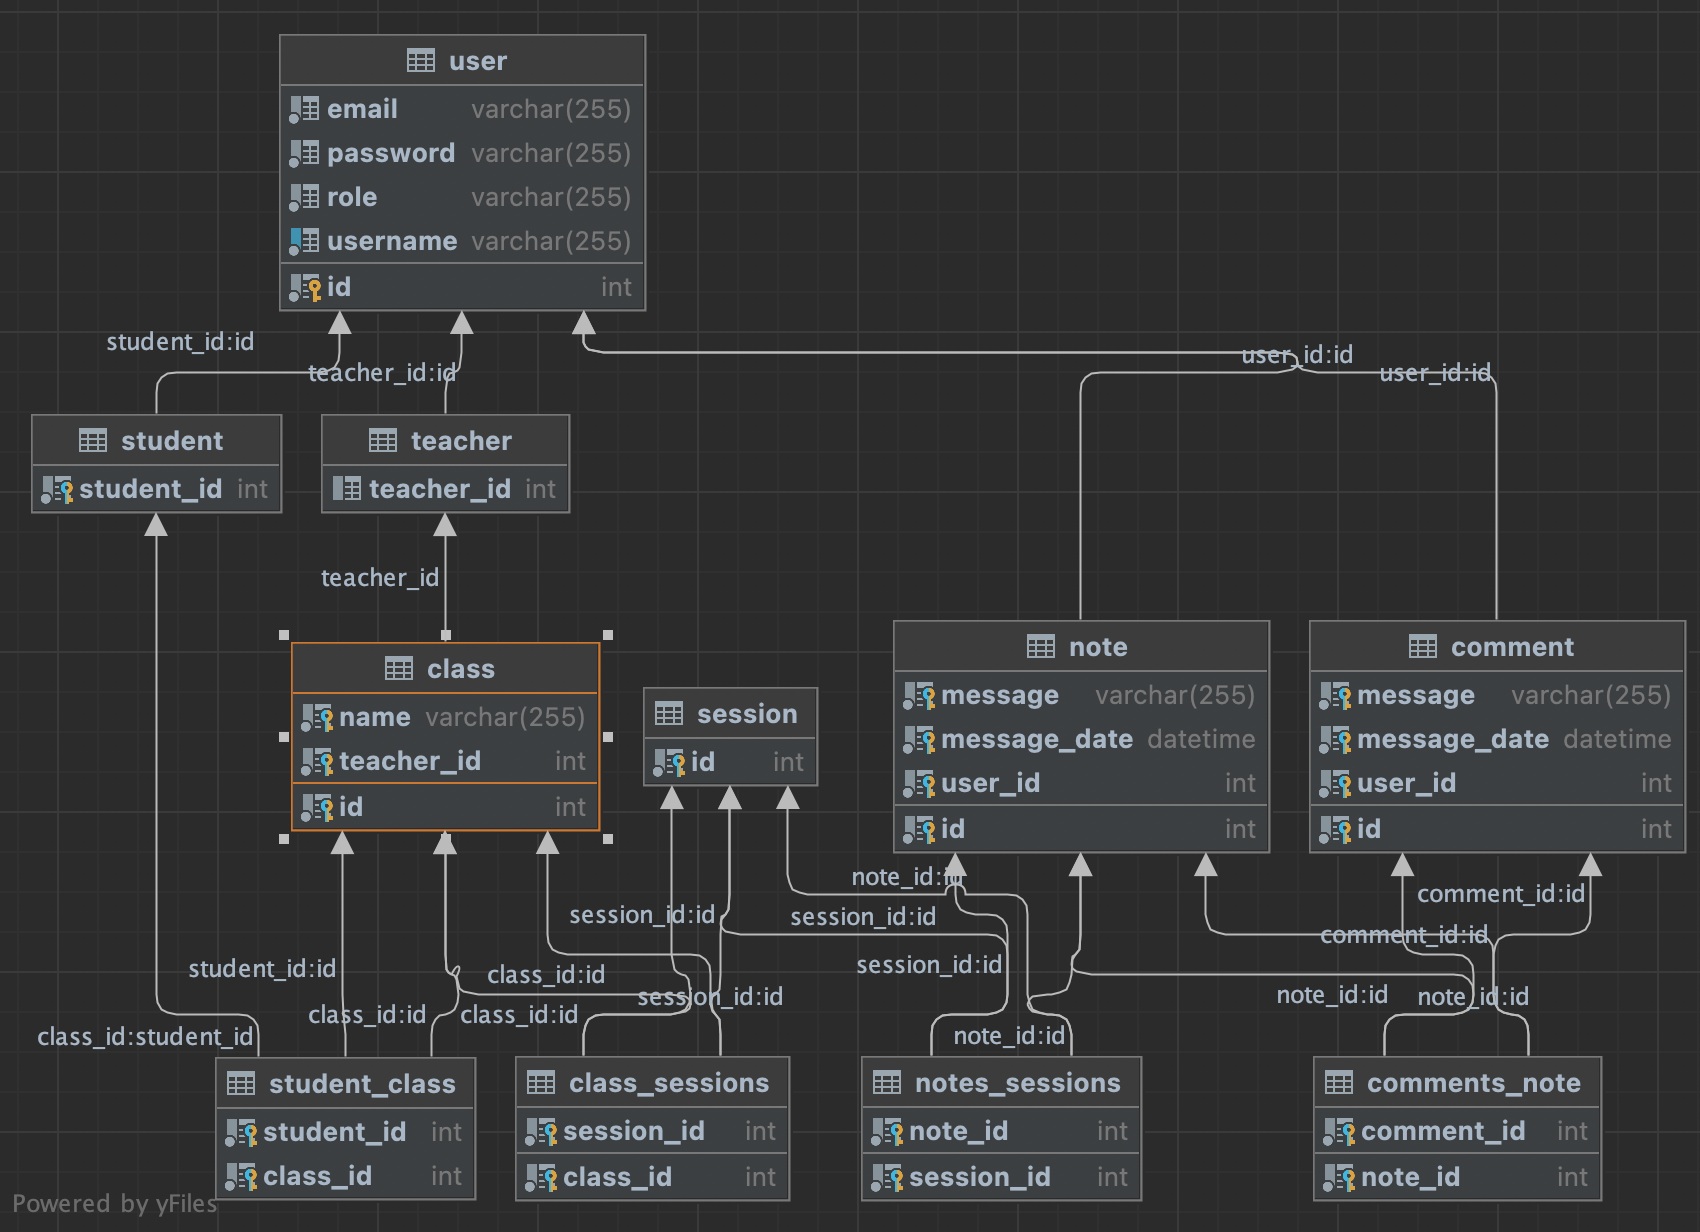 user
email varchar(255)
password varchar(255)
role varchar(255)
username varchar(255)
id int
student_id:id
teacher_id:id
user_id:id
user_id:id
student
student_id int
teacher
teacher_id int
teacher_id
class
name varchar(255)
teacher_id int
id int
session
id int
note
message varchar(255)
message_date datetime
user_id int
id int
comment
message varchar(255)
message_date datetime
user_id int
id int
note_id:id
comment_id:id
session_id:id
session_id:id
comment_id:id
student_id:id
class_id:id
session_id:id
session_id:id
note_id:id
note_id:id
class_id:id
class_id:id
class_id:student_id
note_id:id
student_class
student_id int
class_id int
class_sessions
session_id int
class_id int
notes_sessions
note_id int
session_id int
comments_note
comment_id int
note_id int
Powered by yFiles